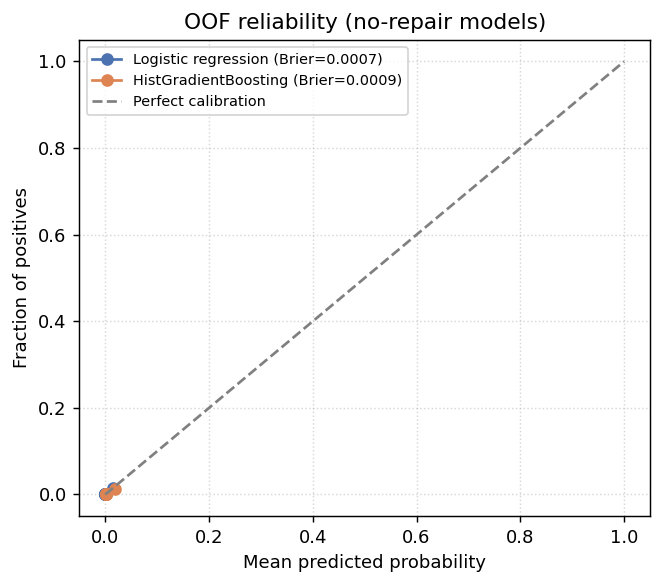 OOF reliability (no-repair models)
Logistic regression (Brier=0.0007)
HistGradientBoosting (Brier=0.0009)
Perfect calibration
Fraction of positives
1.0
0.8
0.6
0.4
0.2
0.0
0.0 0.2 0.4 0.6 0.8 1.0
Mean predicted probability